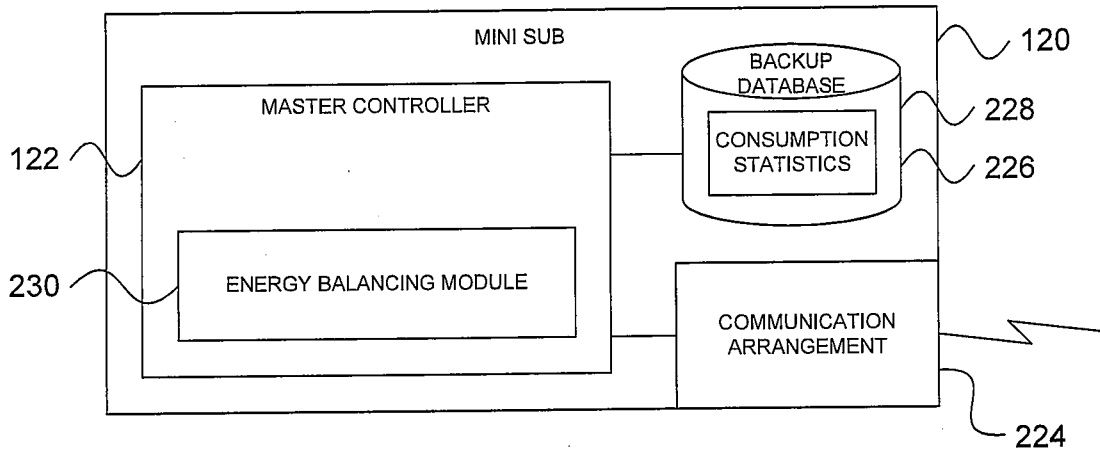 MINI SUB
120
BACKUP
DATABASE
MASTER CONTROLLER
228
122
CONSUMPTION
STATISTICS
226
230
ENERGY BALANCING MODULE
COMMUNICATION
ARRANGEMENT
224